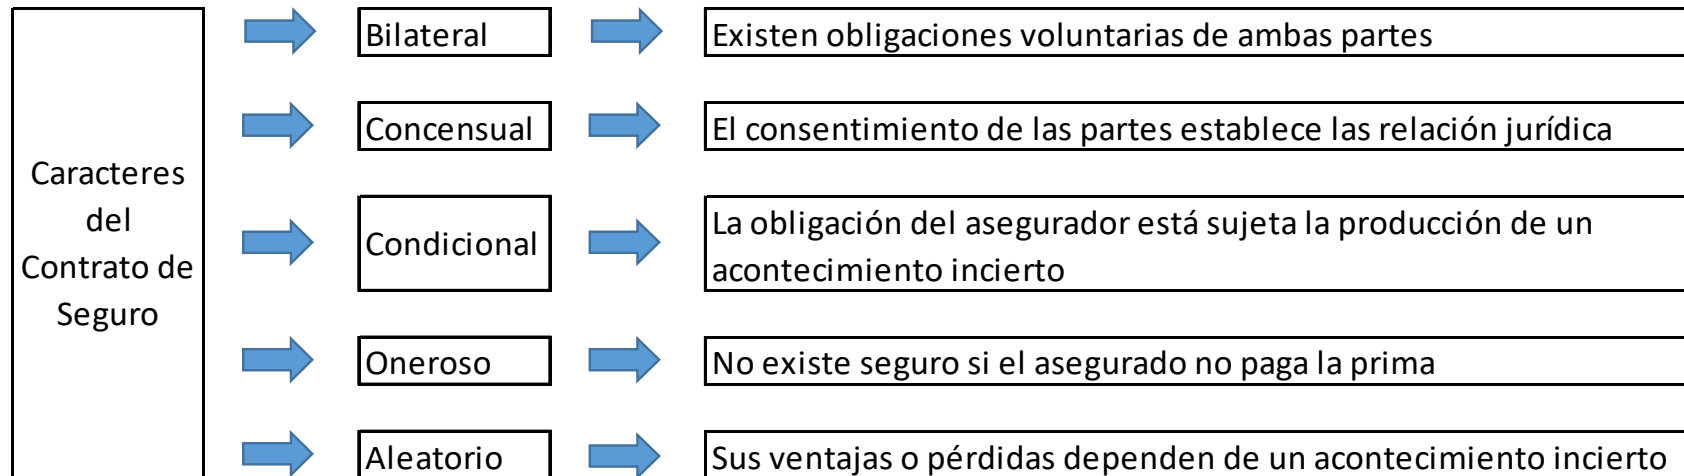 Caracteres
del
Contrato de
Seguro
Bilateral
Existen obligaciones voluntarias de ambas partes
Concensual
El consentimiento de las partes establece las relación jurídica
Condicional
La obligación del asegurador está sujeta la producción de un
acontecimiento incierto
Oneroso
No existe seguro si el asegurado no paga la prima
Aleatorio
Sus ventajas o pérdidas dependen de un acontecimiento incierto